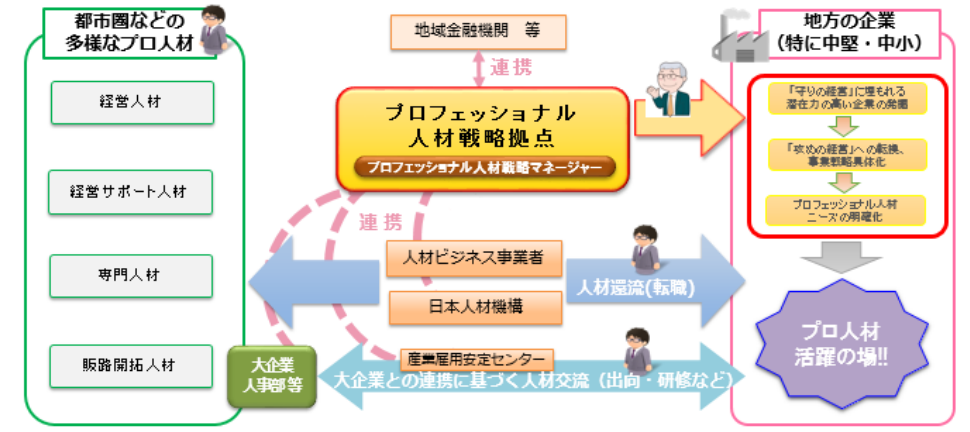 都市圏などの
多様なプロ人材
経営人材
経営サポート人材
専門人材
販路開拓人材
大企業
人事部等
地域金融機関　等
連携
プロフェッショナル
人材戦略拠点
プロフェッショナル人材戦略マネージャー
連携
人材ビジネス事業者
日本人材機構
人材還流(転職)
産業雇用安定センター
大企業との連携に基づく人材交流（出向・研修など）
地方の企業
（特に中堅・中小）
「守りの経営」に埋もれる
潜在力の高い企業の発掘
「攻めの経営」への転換、
事業戦略具体化
プロフェッショナル人材
ニーズの明確化
プロ人材
活躍の場!!